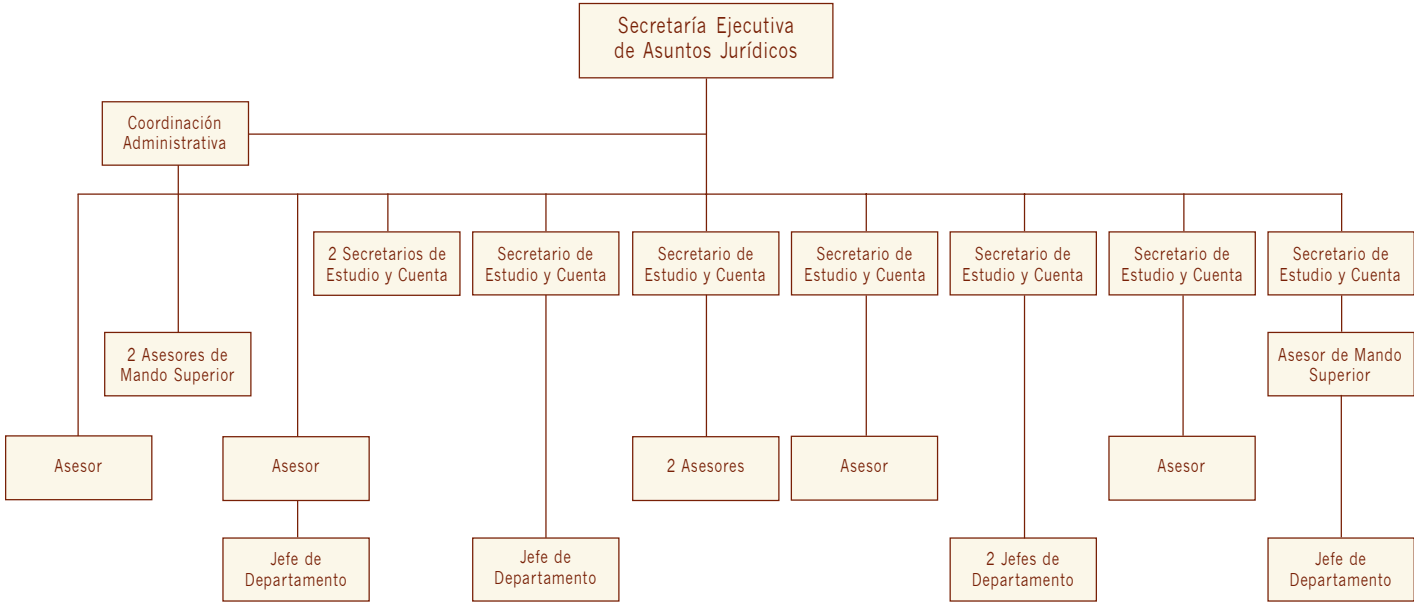 Secretaría Ejecutiva
de Asuntos Jurídicos
Coordinación
Administrativa
2 Secretarios de
Estudio y Cuenta
Secretario de
Estudio y Cuenta
Secretario de
Estudio y Cuenta
Secretario de
Estudio y Cuenta
Secretario de
Estudio y Cuenta
Secretario de
Estudio y Cuenta
Secretario de
Estudio y Cuenta
2 Asesores de
Mando Superior
Asesor de Mando
Superior
Asesor
Asesor
2 Asesores
Asesor
Asesor
Jefe de
Departamento
Jefe de
Departamento
2 Jefes de
Departamento
Jefe de
Departamento